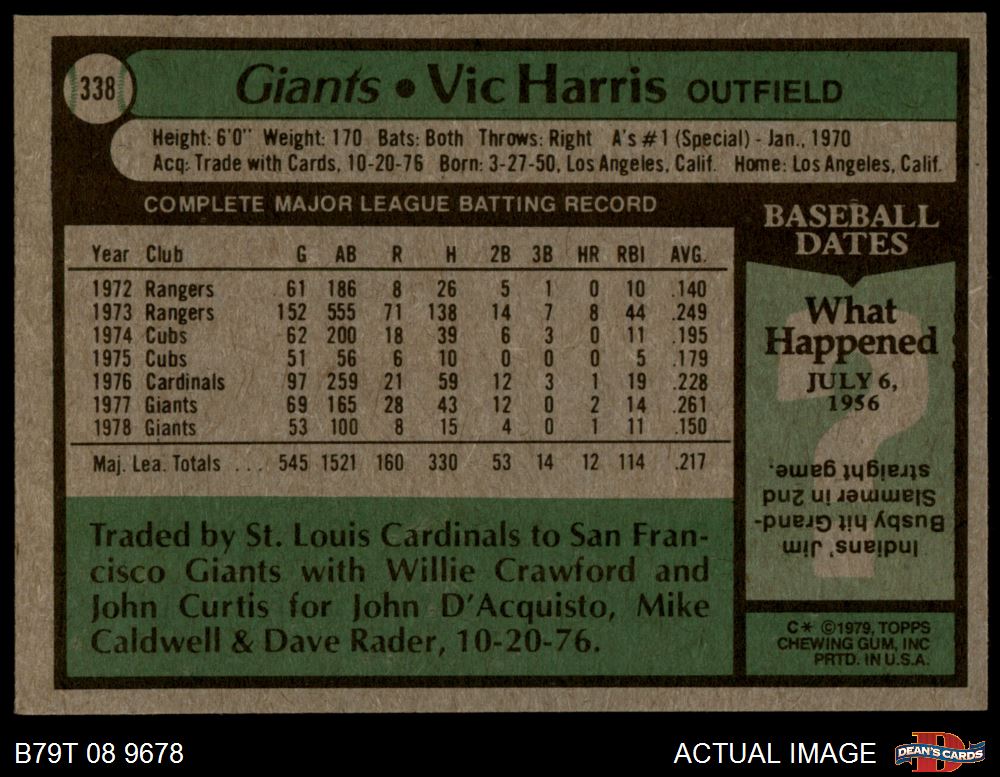 338
Giants • Vic Harris OUTFIELD
Height: 6'0" Weight: 170 Bats: Both Throws: Right A's #1 (Special) - Jan., 1970
Acq: Trade with Cards, 10-20-76 Born: 3-27-50, Los Angeles, Calif. Home: Los Angeles, Calif.
COMPLETE MAJOR LEAGUE BATTING RECORD
Year Club G AB R H 2B 3B HR RBI AVG.
1972 Rangers 61 186 8 26 5 1 0 10 .140
1973 Rangers 152 555 71 138 14 7 8 44 .249
1974 Cubs 62 200 18 39 6 3 0 11 .195
1975 Cubs 51 56 6 10 0 0 0 5 .179
1976 Cardinals 97 259 21 59 12 3 1 19 .228
1977 Giants 69 165 28 43 12 0 2 14 .261
1978 Giants 53 100 8 15 4 0 1 11 .150
Maj. Lea. Totals ... 545 1521 160 330 53 14 12 114 .217
Traded by St. Louis Cardinals to San Fran-
cisco Giants with Willie Crawford and
John Curtis for John D'Acquisto, Mike
Caldwell & Dave Rader, 10-20-76.
BASEBALL
DATES
What
Happened
JULY 6,
1956
?
Indians' Jim
Busby hit Grand-
Slammer in 2nd
straight game.
C* ©1979, TOPPS
CHEWING GUM, INC
PRTD. IN U.S.A.
B79T 08 9678
ACTUAL IMAGE
D
DEAN'S CARDS